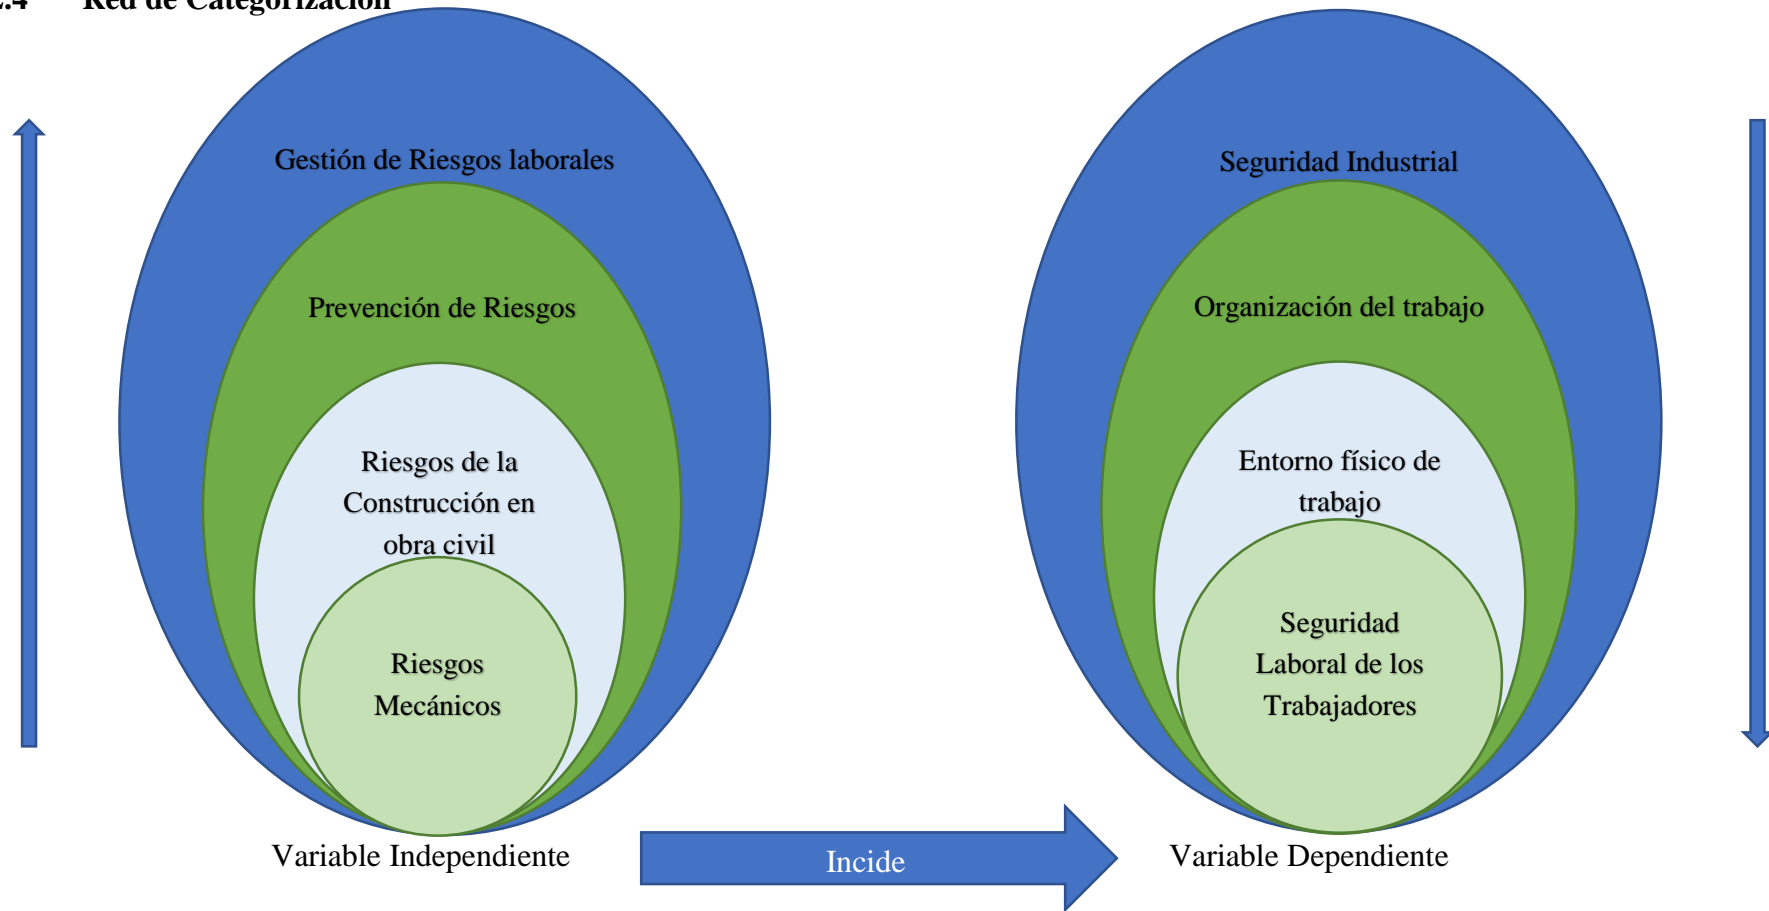 2.4 Red de Categorización
Gestión de Riesgos laborales
Prevención de Riesgos
Riesgos de la
Construcción en
obra civil
Riesgos
Mecánicos
Variable Independiente
Incide
Seguridad Industrial
Organización del trabajo
Entorno físico de
trabajo
Seguridad
Laboral de los
Trabajadores
Variable Dependiente